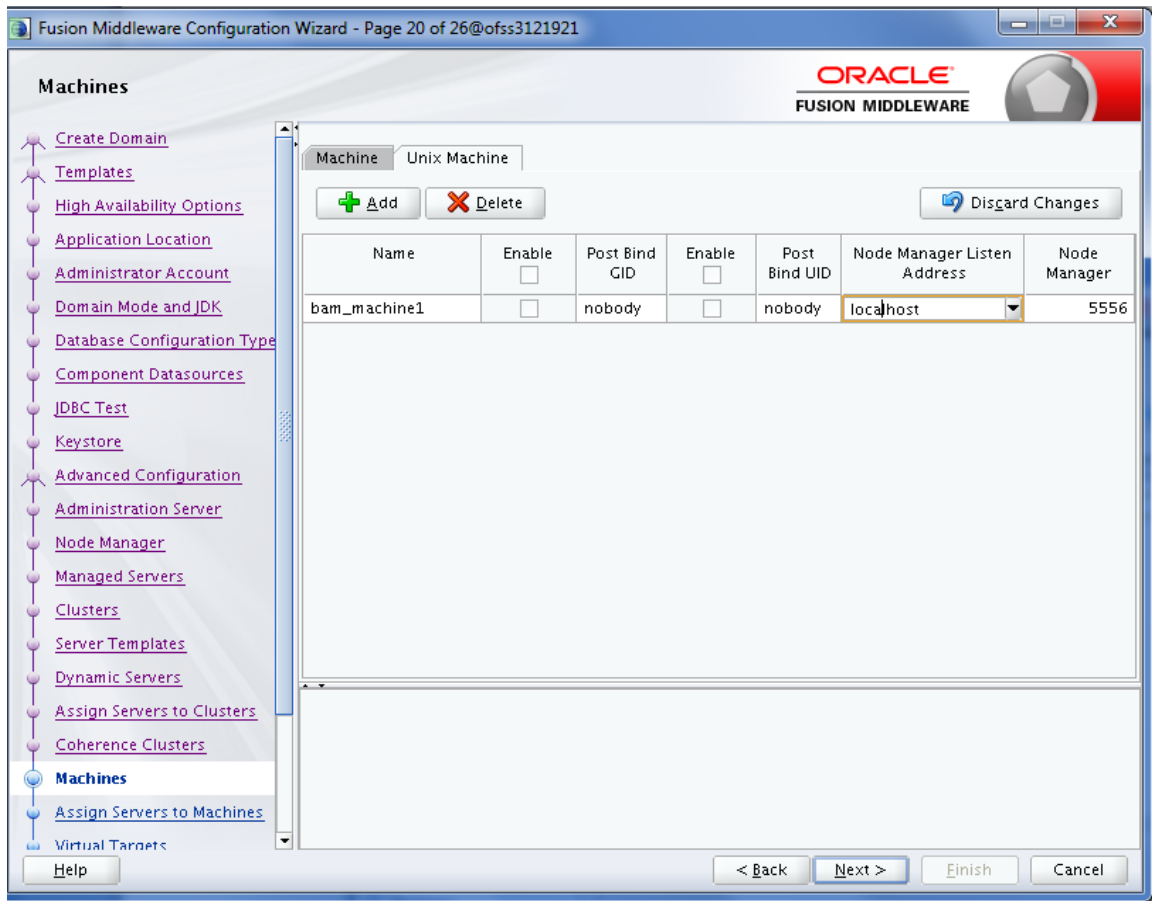 Fusion Middleware Configuration Wizard - Page 20 of 26@ofss3121921
Machines
ORACLE
FUSION MIDDLEWARE
Create Domain
Templates
High Availability Options
Application Location
Administrator Account
Domain Mode and JDK
Database Configuration Type
Component Datasources
JDBC Test
Keystore
Advanced Configuration
Administration Server
Node Manager
Managed Servers
Clusters
Server Templates
Dynamic Servers
Assign Servers to Clusters
Coherence Clusters
Machines
Assign Servers to Machines
Virtual Targets
Machine Unix Machine
Add Delete Discard Changes
Name Enable Post Bind GID Enable Post Bind UID Node Manager Listen Address Node Manager
bam_machine1 nobody nobody localhost 5556
Help < Back Next > Finish Cancel